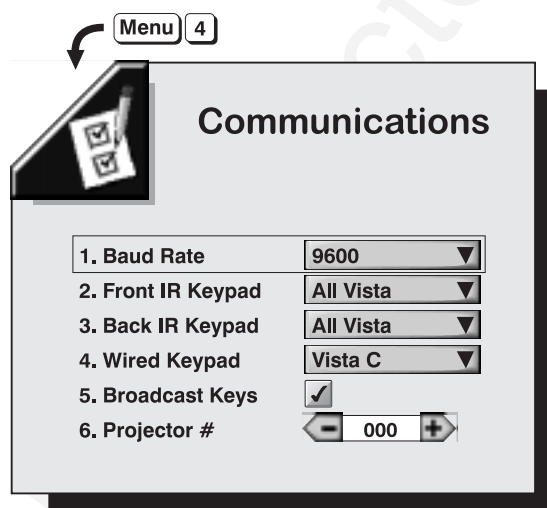 Menu 4
Communications
1. Baud Rate 9600
2. Front IR Keypad All Vista
3. Back IR Keypad All Vista
4. Wired Keypad Vista C
5. Broadcast Keys
6. Projector # 000